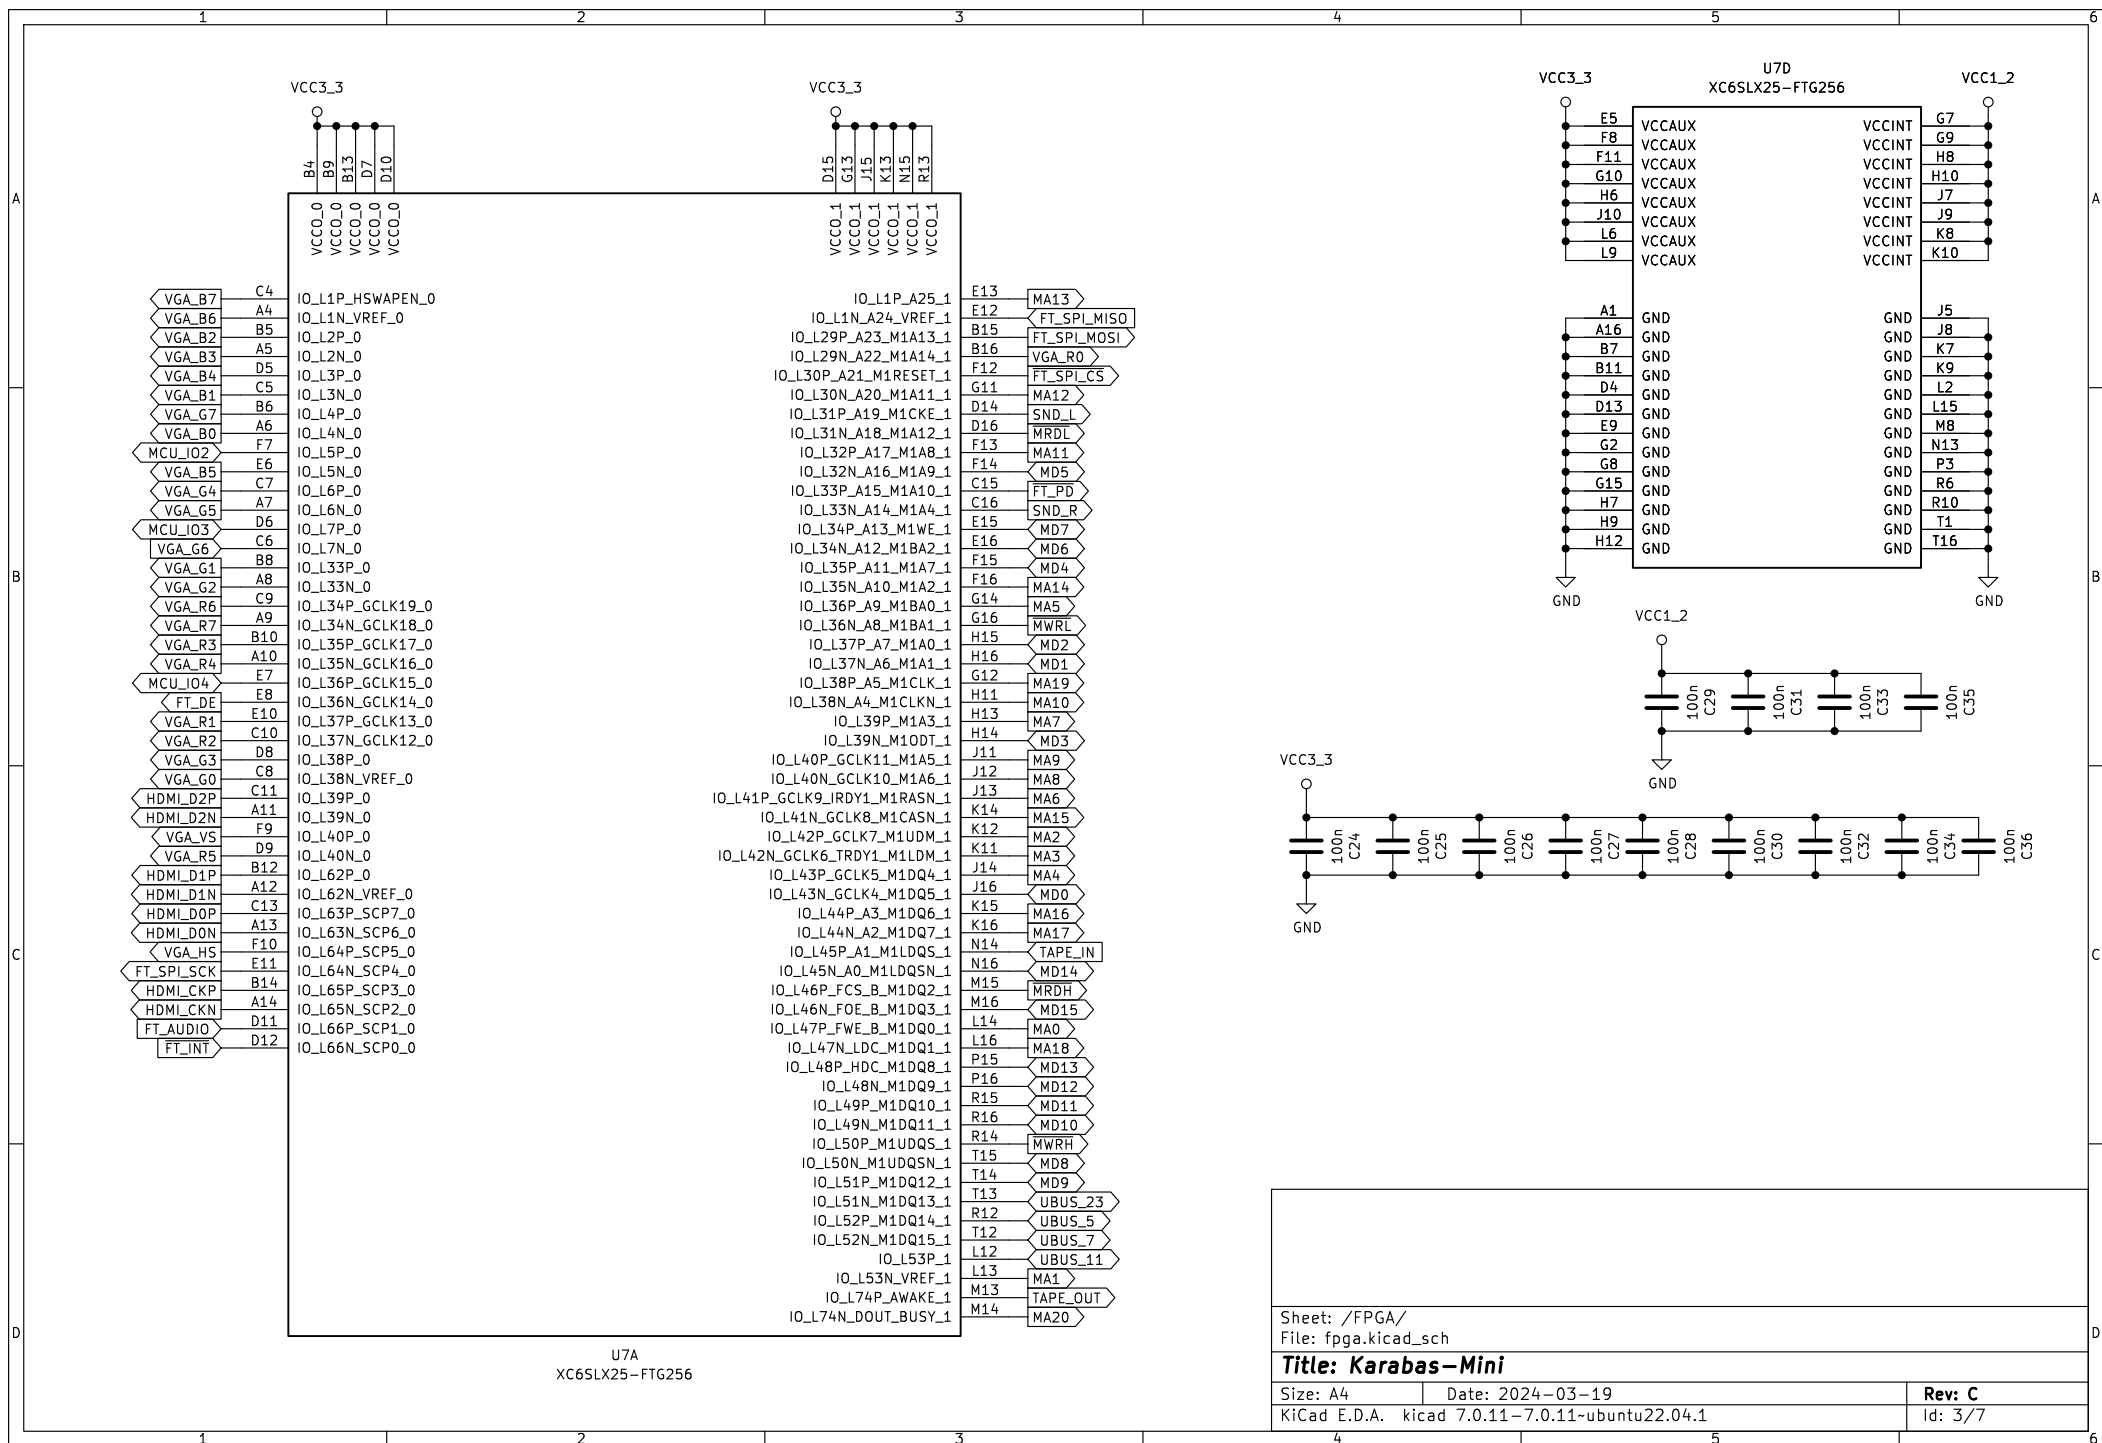 1 2 3 4 5 6
A
B
C
D
VCC3_3
B4 B9 B13 D7 D10
VCCO_0 VCCO_0 VCCO_0 VCCO_0 VCCO_0
VCC3_3
D15 G13 J15 K13 N15 R13
VCCO_1 VCCO_1 VCCO_1 VCCO_1 VCCO_1 VCCO_1
VGA_B7 C4 IO_L1P_HSWAPEN_0
VGA_B6 A4 IO_L1N_VREF_0
VGA_B2 B5 IO_L2P_0
VGA_B3 A5 IO_L2N_0
VGA_B4 D5 IO_L3P_0
VGA_B1 C5 IO_L3N_0
VGA_G7 B6 IO_L4P_0
VGA_B0 A6 IO_L4N_0
MCU_IO2 F7 IO_L5P_0
VGA_B5 E6 IO_L5N_0
VGA_G4 C7 IO_L6P_0
VGA_G5 A7 IO_L6N_0
MCU_IO3 D6 IO_L7P_0
VGA_G6 C6 IO_L7N_0
VGA_G1 B8 IO_L33P_0
VGA_G2 A8 IO_L33N_0
VGA_R6 C9 IO_L34P_GCLK19_0
VGA_R7 A9 IO_L34N_GCLK18_0
VGA_R3 B10 IO_L35P_GCLK17_0
VGA_R4 A10 IO_L35N_GCLK16_0
MCU_IO4 E7 IO_L36P_GCLK15_0
FT_DE E8 IO_L36N_GCLK14_0
VGA_R1 E10 IO_L37P_GCLK13_0
VGA_R2 C10 IO_L37N_GCLK12_0
VGA_G3 D8 IO_L38P_0
VGA_G0 C8 IO_L38N_VREF_0
HDMI_D2P C11 IO_L39P_0
HDMI_D2N A11 IO_L39N_0
VGA_VS F9 IO_L40P_0
VGA_R5 D9 IO_L40N_0
HDMI_D1P B12 IO_L62P_0
HDMI_D1N A12 IO_L62N_VREF_0
HDMI_D0P C13 IO_L63P_SCP7_0
HDMI_D0N A13 IO_L63N_SCP6_0
VGA_HS F10 IO_L64P_SCP5_0
FT_SPI_SCK E11 IO_L64N_SCP4_0
HDMI_CKP B14 IO_L65P_SCP3_0
HDMI_CKN A14 IO_L65N_SCP2_0
FT_AUDIO D11 IO_L66P_SCP1_0
FT_INT D12 IO_L66N_SCP0_0
IO_L1P_A25_1 E13 MA13
IO_L1N_A24_VREF_1 E12 FT_SPI_MISO
IO_L29P_A23_M1A13_1 B15 FT_SPI_MOSI
IO_L29N_A22_M1A14_1 B16 VGA_R0
IO_L30P_A21_M1RESET_1 F12 FT_SPI_CS
IO_L30N_A20_M1A11_1 G11 MA12
IO_L31P_A19_M1CKE_1 D14 SND_L
IO_L31N_A18_M1A12_1 D16 MRDL
IO_L32P_A17_M1A8_1 F13 MA11
IO_L32N_A16_M1A9_1 F14 MD5
IO_L33P_A15_M1A10_1 C15 FT_PD
IO_L33N_A14_M1A4_1 C16 SND_R
IO_L34P_A13_M1WE_1 E15 MD7
IO_L34N_A12_M1BA2_1 E16 MD6
IO_L35P_A11_M1A7_1 F15 MD4
IO_L35N_A10_M1A2_1 F16 MA14
IO_L36P_A9_M1BA0_1 G14 MA5
IO_L36N_A8_M1BA1_1 G16 MWRL
IO_L37P_A7_M1A0_1 H15 MD2
IO_L37N_A6_M1A1_1 H16 MD1
IO_L38P_A5_M1CLK_1 G12 MA19
IO_L38N_A4_M1CLKN_1 H11 MA10
IO_L39P_M1A3_1 H13 MA7
IO_L39N_M1ODT_1 H14 MD3
IO_L40P_GCLK11_M1A5_1 J11 MA9
IO_L40N_GCLK10_M1A6_1 J12 MA8
IO_L41P_GCLK9_IRDY1_M1RASN_1 J13 MA6
IO_L41N_GCLK8_M1CASN_1 K14 MA15
IO_L42P_GCLK7_M1UDM_1 K12 MA2
IO_L42N_GCLK6_TRDY1_M1LDM_1 K11 MA3
IO_L43P_GCLK5_M1DQ4_1 J14 MA4
IO_L43N_GCLK4_M1DQ5_1 J16 MD0
IO_L44P_A3_M1DQ6_1 K15 MA16
IO_L44N_A2_M1DQ7_1 K16 MA17
IO_L45P_A1_M1LDQS_1 N14 TAPE_IN
IO_L45N_A0_M1LDQSN_1 N16 MD14
IO_L46P_FCS_B_M1DQ2_1 M15 MRDH
IO_L46N_FOE_B_M1DQ3_1 M16 MD15
IO_L47P_FWE_B_M1DQ0_1 L14 MA0
IO_L47N_LDC_M1DQ1_1 L16 MA18
IO_L48P_HDC_M1DQ8_1 P15 MD13
IO_L48N_M1DQ9_1 P16 MD12
IO_L49P_M1DQ10_1 R15 MD11
IO_L49N_M1DQ11_1 R16 MD10
IO_L50P_M1UDQS_1 R14 MWRH
IO_L50N_M1UDQSN_1 T15 MD8
IO_L51P_M1DQ12_1 T14 MD9
IO_L51N_M1DQ13_1 T13 UBUS_23
IO_L52P_M1DQ14_1 R12 UBUS_5
IO_L52N_M1DQ15_1 T12 UBUS_7
IO_L53P_1 L12 UBUS_11
IO_L53N_VREF_1 L13 MA1
IO_L74P_AWAKE_1 M13 TAPE_OUT
IO_L74N_DOUT_BUSY_1 M14 MA20
U7A
XC6SLX25-FTG256
U7D
XC6SLX25-FTG256
VCC3_3 VCC1_2
E5 VCCAUX VCCINT G7
F8 VCCAUX VCCINT G9
F11 VCCAUX VCCINT H8
G10 VCCAUX VCCINT H10
H6 VCCAUX VCCINT J7
J10 VCCAUX VCCINT J9
L6 VCCAUX VCCINT K8
L9 VCCAUX VCCINT K10
A1 GND GND J5
A16 GND GND J8
B7 GND GND K7
B11 GND GND K9
D4 GND GND L2
D13 GND GND L15
E9 GND GND M8
G2 GND GND N13
G8 GND GND P3
G15 GND GND R6
H7 GND GND R10
H9 GND GND T1
H12 GND GND T16
GND GND
VCC1_2
100n C29 100n C31 100n C33 100n C35
GND
VCC3_3
100n C24 100n C25 100n C26 100n C27 100n C28 100n C30 100n C32 100n C34 100n C36
GND
A
B
C
D
Sheet: /FPGA/
File: fpga.kicad_sch
Title: Karabas-Mini
Size: A4 Date: 2024-03-19 Rev: C
KiCad E.D.A. kicad 7.0.11-7.0.11~ubuntu22.04.1 Id: 3/7
1 2 3 4 5 6